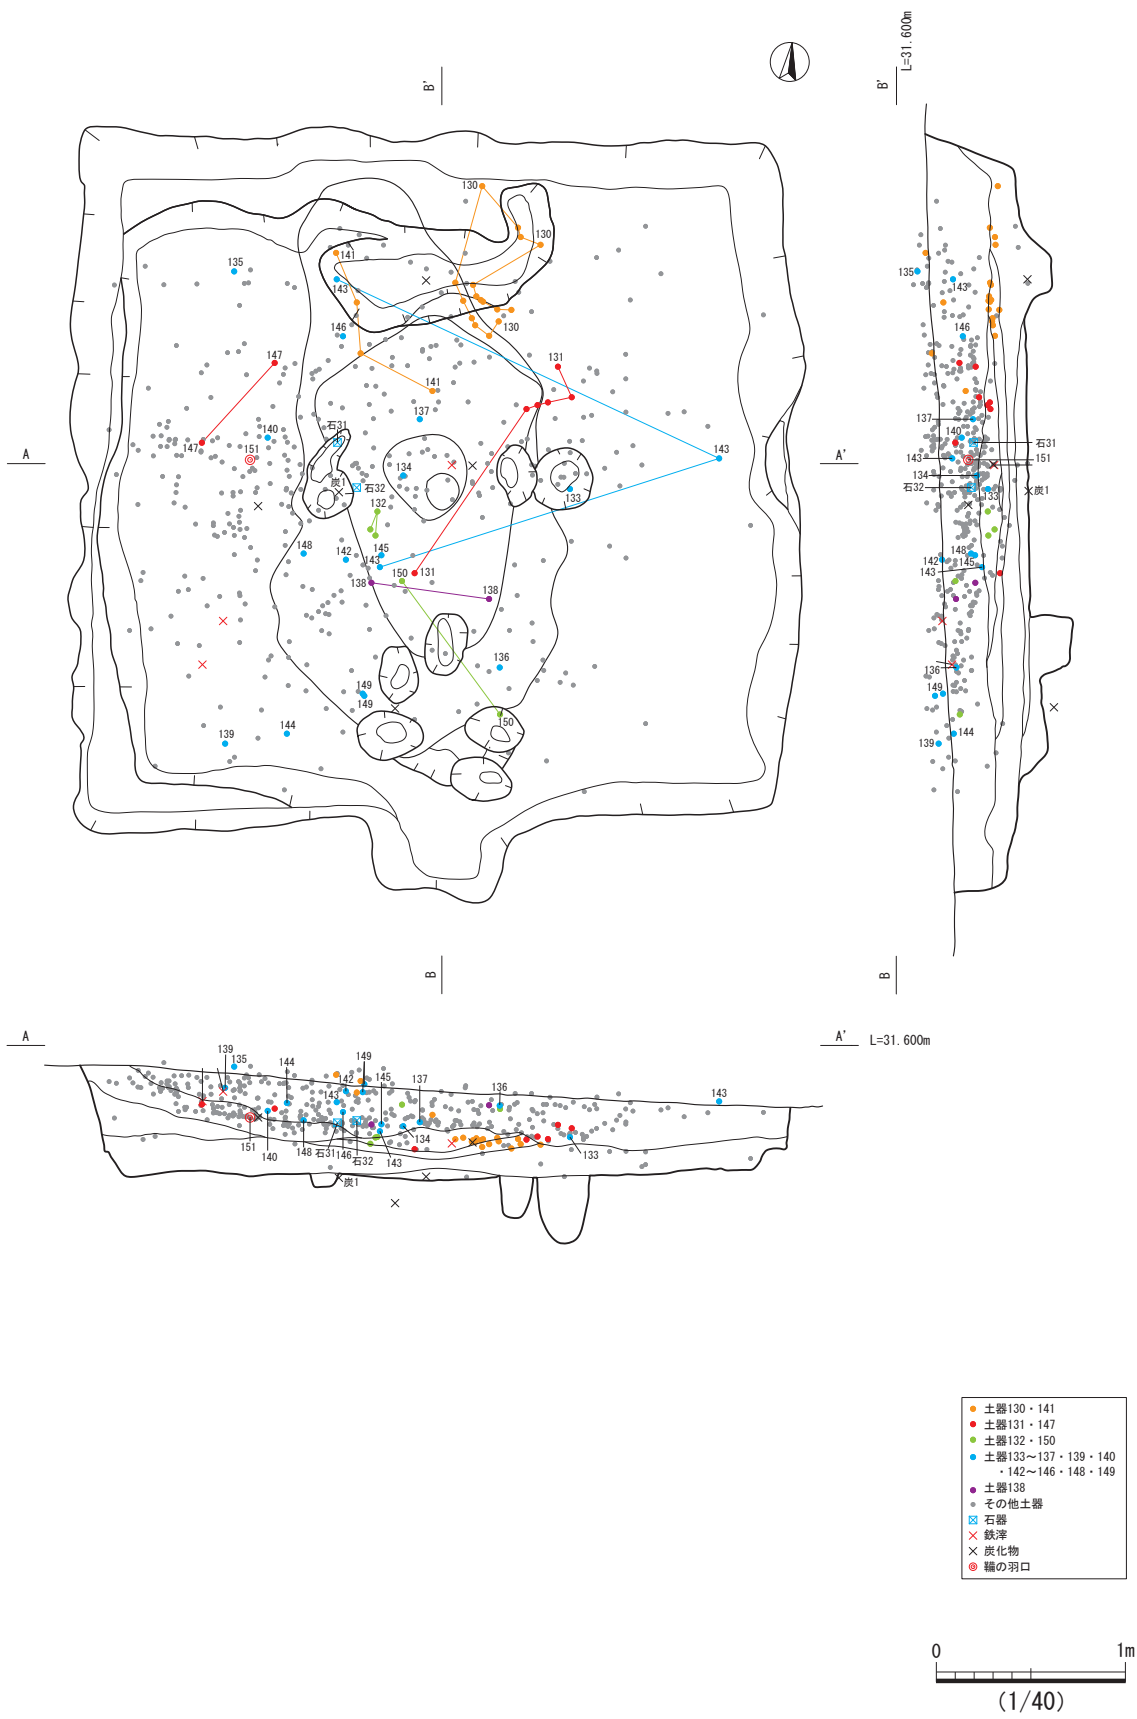 L=31.600m
B'
B'
130
130
141
135
143
135
143
146
146
130
147
131
141
137
137
石31
140
140
石31
147
151
143
151
A
A'
143
134
134
炭1
石32
石32
133
炭1
133
132
148
142
145
143
148
142
145
143
150
131
138
138
136
136
149
149
149
150
144
139
144
139
B
B
A
A'
L=31.600m
139
135
144
149
142
145
137
136
143
143
151
140
148
石31
146
石32
143
134
133
炭1
土器130・141
土器131・147
土器132・150
土器133～137・139・140
・142～146・148・149
土器138
その他土器
石器
鉄滓
炭化物
鞴の羽口
0
1m
(1/40)